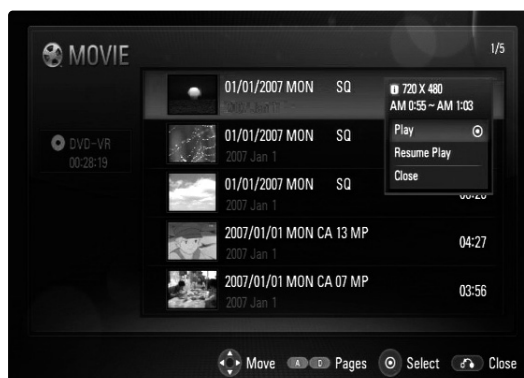 MOVIE
1/5
DVD-VR
00:28:19
01/01/2007 MON SQ
01/01/2007 MON SQ
2007 Jan 1
01/01/2007 MON SQ
2007 Jan 1
2007/01/01 MON CA 13 MP
04:27
2007 Jan 1
2007/01/01 MON CA 07 MP
03:56
2007 Jan 1
720 X 480
AM 0:55 ~ AM 1:03
Play
Resume Play
Close
Move A D Pages Select Close